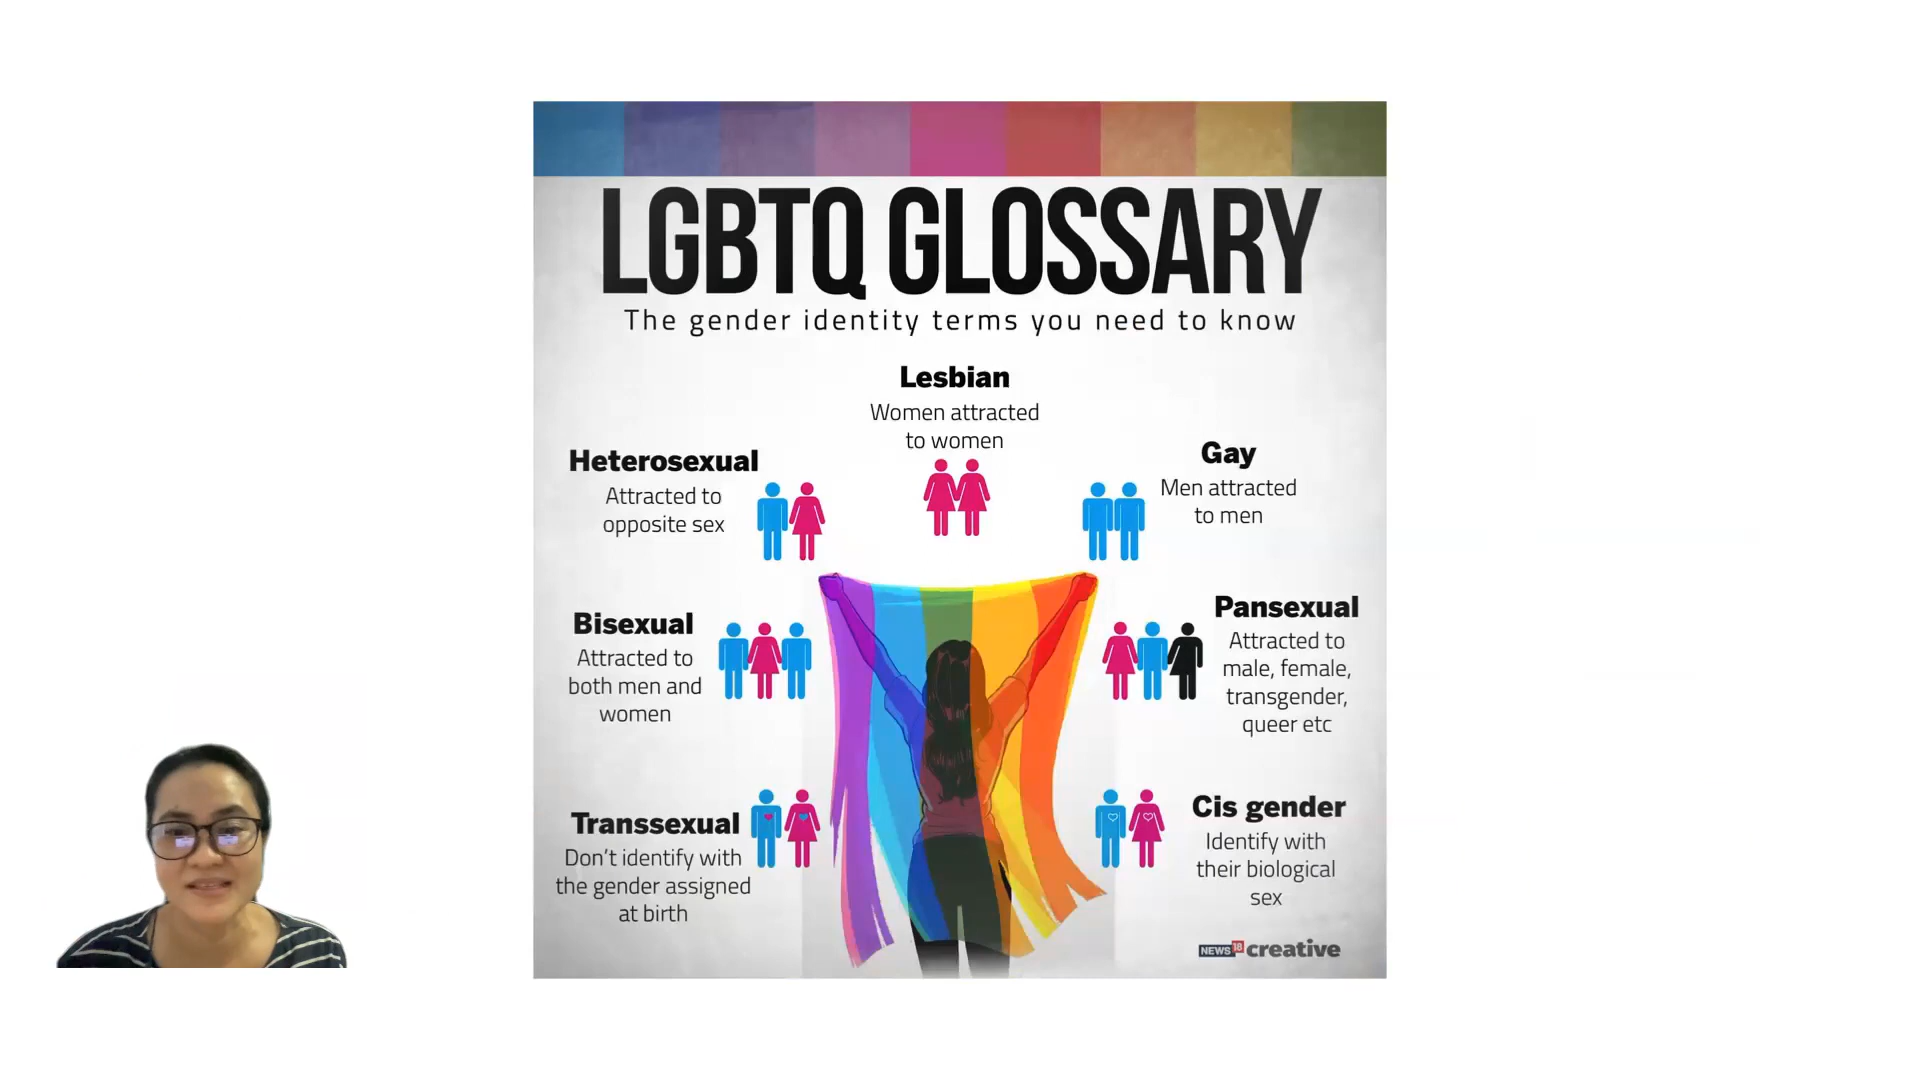 LGBTQ GLOSSARY
The gender identity terms you need to know
Lesbian
Women attracted
to women
Heterosexual
Attracted to
opposite sex
Gay
Men attracted
to men
Bisexual
Attracted to
both men and
women
Pansexual
Attracted to
male, female,
transgender,
queer etc
Transsexual
Don't identify with
the gender assigned
at birth
Cis gender
Identify with
their biological
sex
NEWS 18 creative